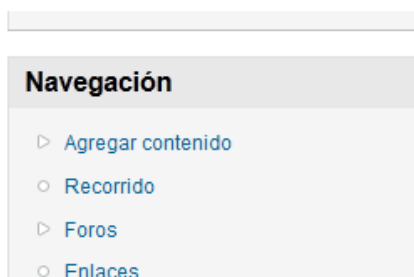 Navegación
Agregar contenido
Recorrido
Foros
Enlaces